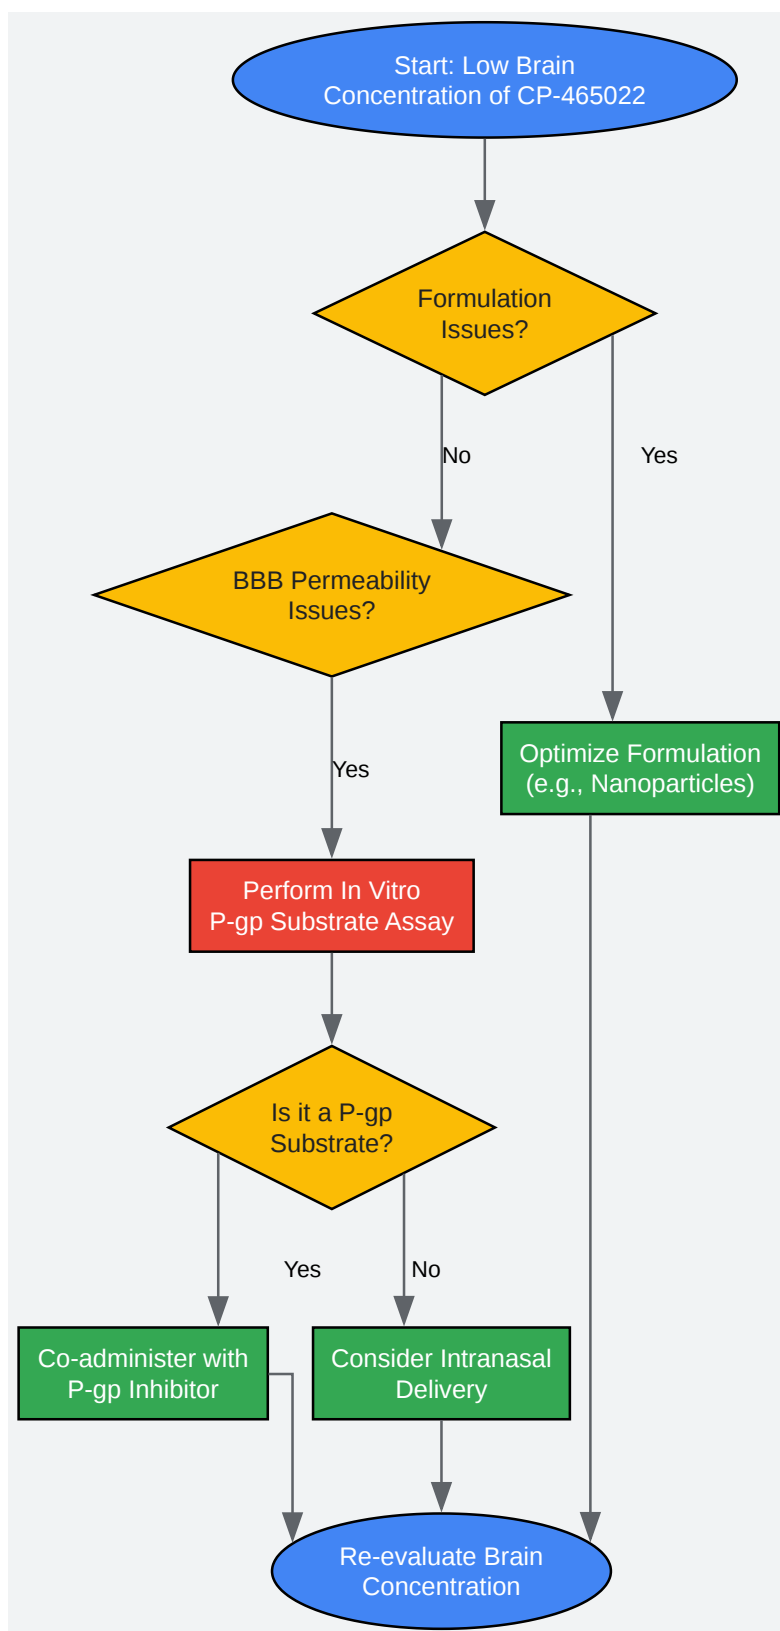 Start: Low Brain
Concentration of CP-465022
Formulation
Issues?
No
Yes
BBB Permeability
Issues?
Optimize Formulation
(e.g., Nanoparticles)
Yes
Perform In Vitro
P-gp Substrate Assay
Is it a P-gp
Substrate?
Yes
No
Co-administer with
P-gp Inhibitor
Consider Intranasal
Delivery
Re-evaluate Brain
Concentration